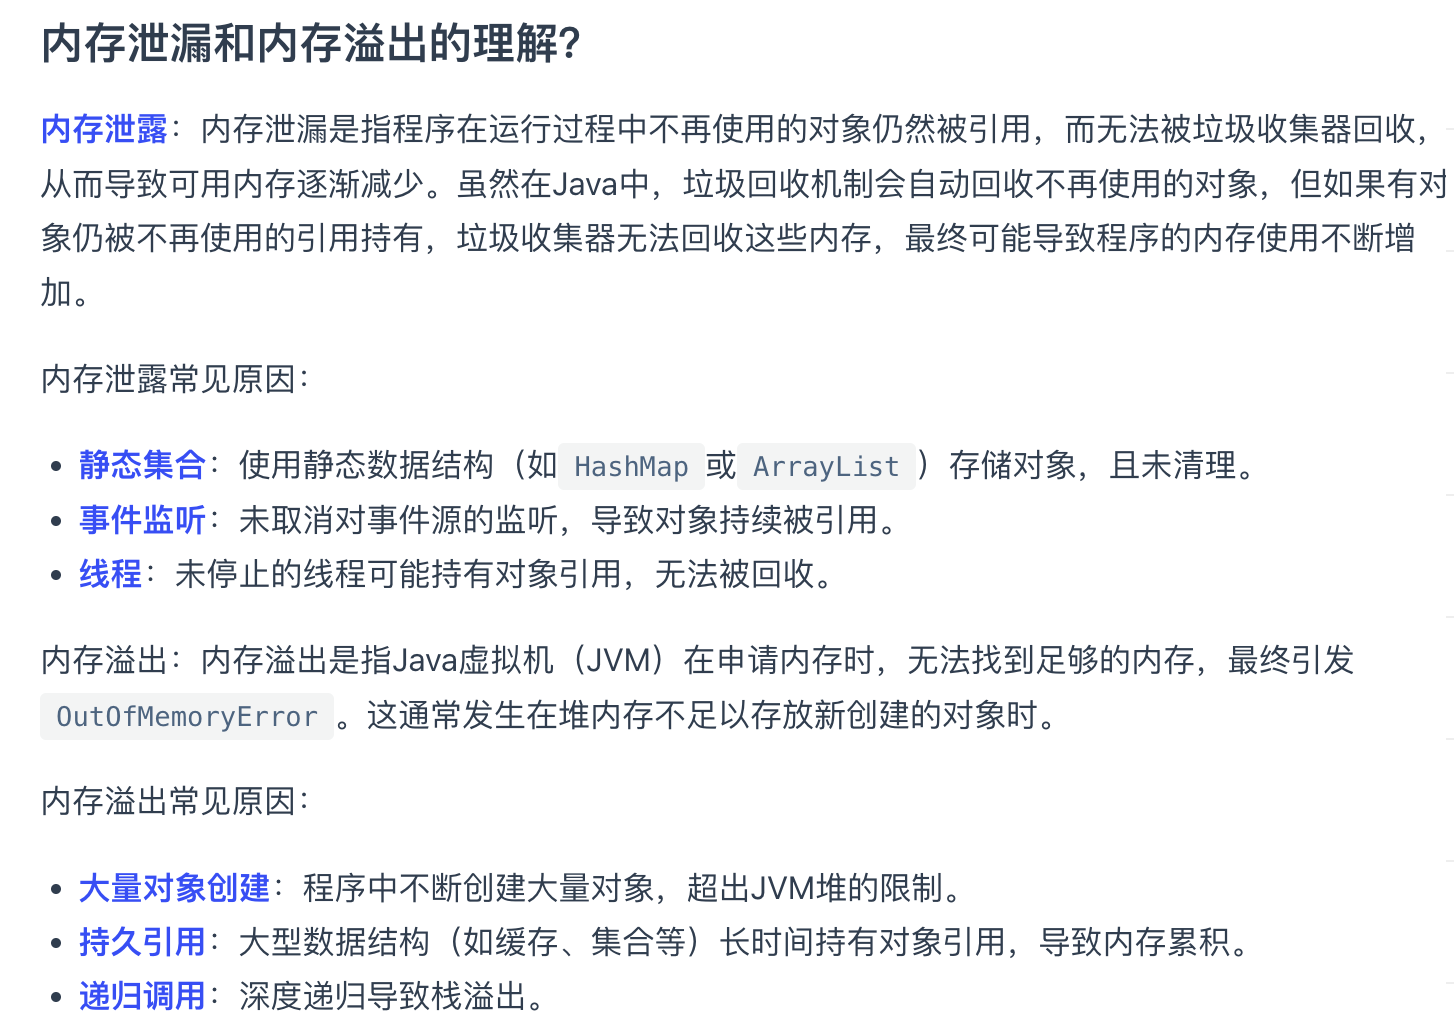 内存泄漏和内存溢出的理解?
内存泄露：内存泄漏是指程序在运行过程中不再使用的对象仍然被引用，而无法被垃圾收集器回收，
从而导致可用内存逐渐减少。虽然在Java中，垃圾回收机制会自动回收不再使用的对象，但如果有对
象仍被不再使用的引用持有，垃圾收集器无法回收这些内存，最终可能导致程序的内存使用不断增
加。
内存泄露常见原因：
• 静态集合：使用静态数据结构（如 HashMap 或 ArrayList ）存储对象，且未清理。
• 事件监听：未取消对事件源的监听，导致对象持续被引用。
• 线程：未停止的线程可能持有对象引用，无法被回收。
内存溢出：内存溢出是指Java虚拟机（JVM）在申请内存时，无法找到足够的内存，最终引发
OutOfMemoryError 。这通常发生在堆内存不足以存放新创建的对象时。
内存溢出常见原因：
• 大量对象创建：程序中不断创建大量对象，超出JVM堆的限制。
• 持久引用：大型数据结构（如缓存、集合等）长时间持有对象引用，导致内存累积。
• 递归调用：深度递归导致栈溢出。